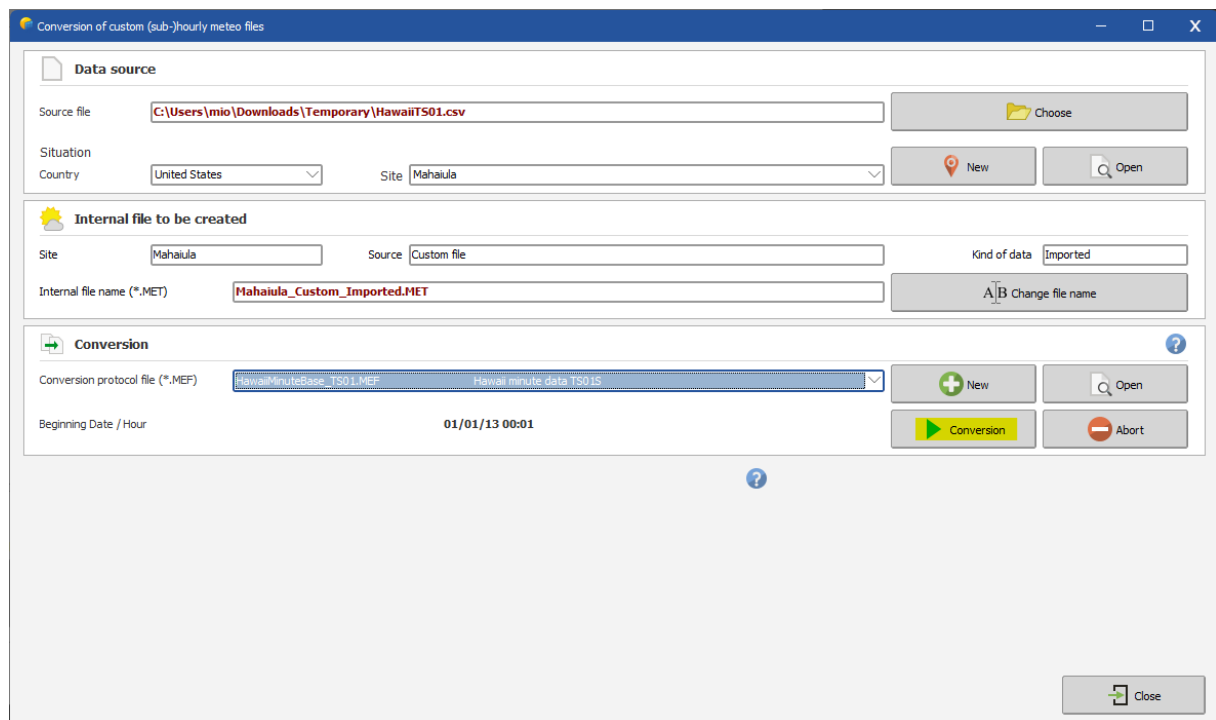 Conversion of custom (sub-)hourly meteo files
Data source
Source file C:\Users\mio\Downloads\Temporary\HawaiiTS01.csv Choose
Situation
Country United States Site Mahaiula New Open
Internal file to be created
Site Mahaiula Source Custom file Kind of data Imported
Internal file name (*.MET) Mahaiula_Custom_Imported.MET A B Change file name
Conversion
Conversion protocol file (*.MEF) HawaiiMinuteBase_TS01.MEF Hawaii minute data TS01S New Open
Beginning Date / Hour 01/01/13 00:01 Conversion Abort
Close